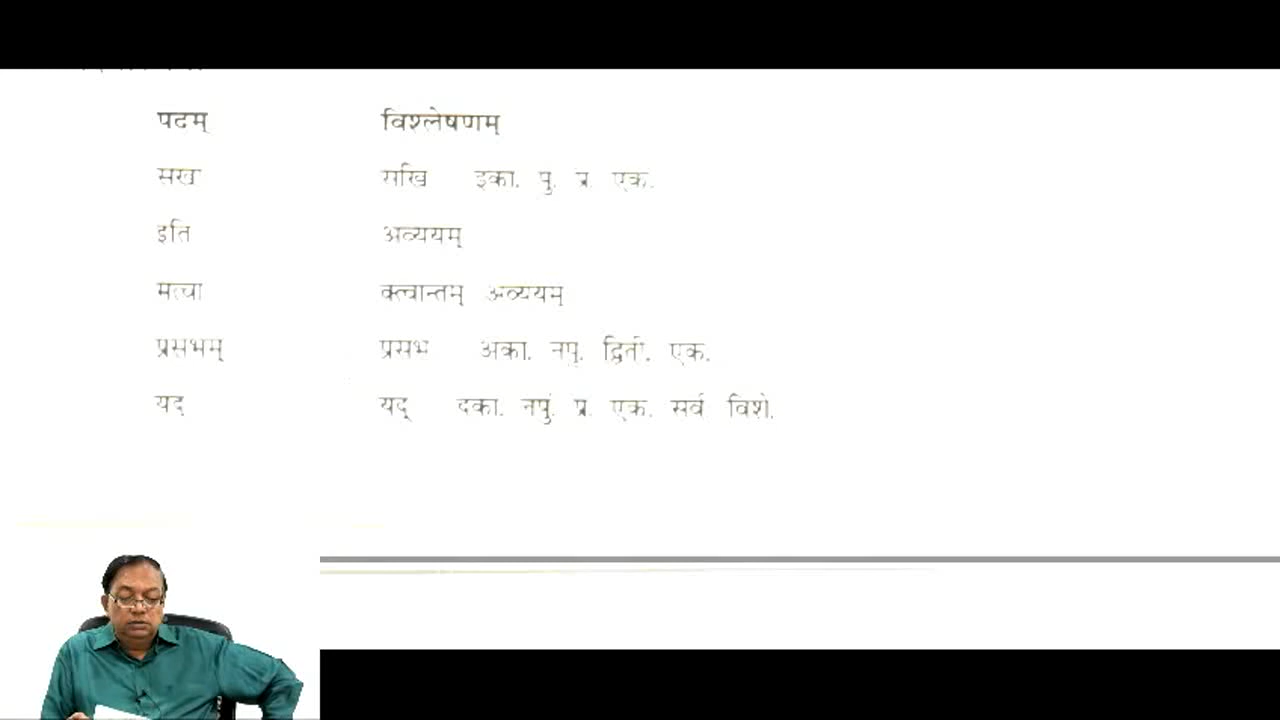 पदम् विश्लेषणम्
सख सखि इका. पु. प्र. एक.
इति अव्ययम्
मत्वा क्त्वान्तम् अव्ययम्
प्रसभम् प्रसभ अका. नपु. द्विती. एक.
यद यद् दका. नपुं. प्र. एक. सर्व विशे.